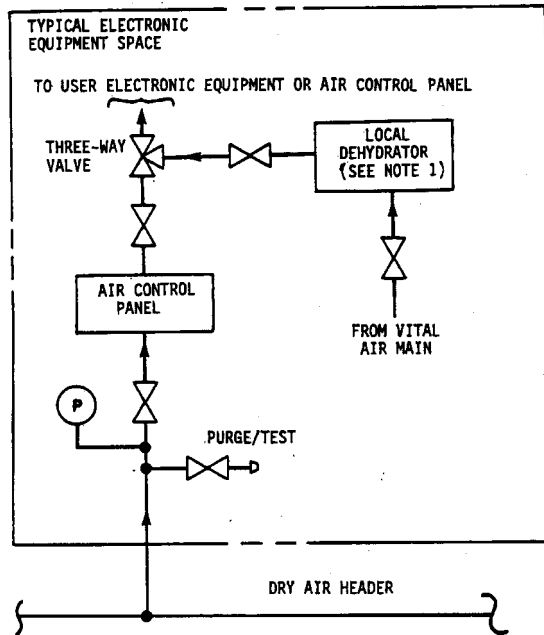 TYPICAL ELECTRONIC
EQUIPMENT SPACE
TO USER ELECTRONIC EQUIPMENT OR AIR CONTROL PANEL
THREE-WAY
VALVE
LOCAL
DEHYDRATOR
(SEE NOTE 1)
AIR CONTROL
PANEL
FROM VITAL
AIR MAIN
P
PURGE/TEST
DRY AIR HEADER